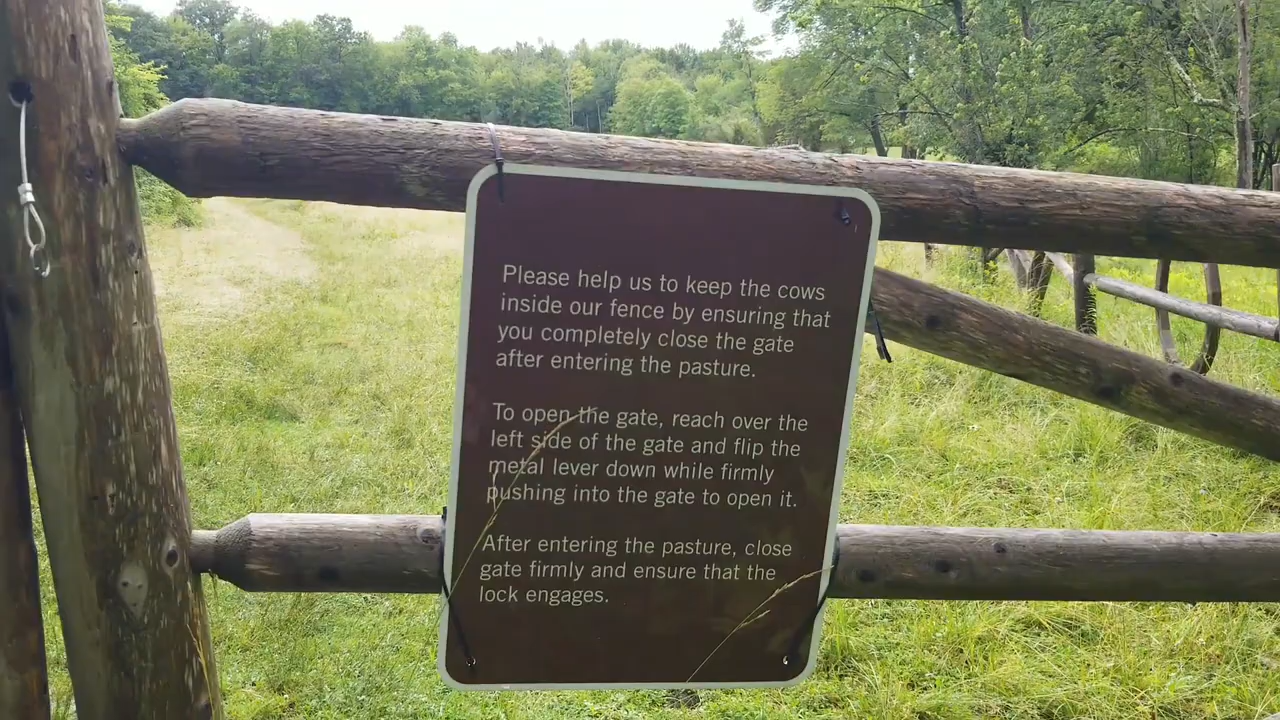 Please help us to keep the cows
inside our fence by ensuring that
you completely close the gate
after entering the pasture.
To open the gate, reach over the
left side of the gate and flip the
metal lever down while firmly
pushing into the gate to open it.
After entering the pasture, close
gate firmly and ensure that the
lock engages.